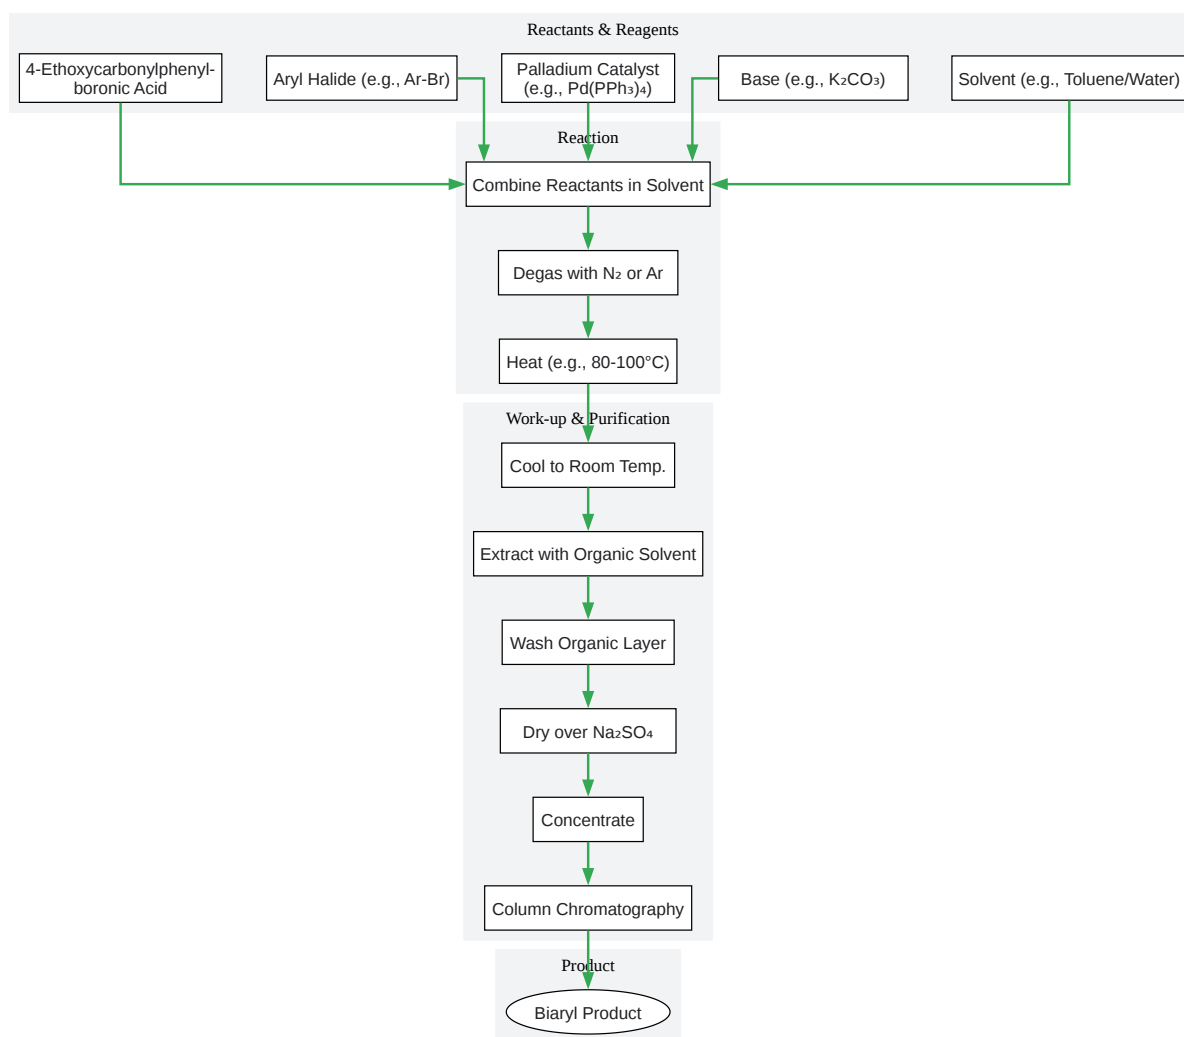 Reactants & Reagents
4-Ethoxycarbonylphenyl-
boronic Acid
Aryl Halide (e.g., Ar-Br)
Palladium Catalyst
(e.g., Pd(PPh₃)₄)
Base (e.g., K₂CO₃)
Solvent (e.g., Toluene/Water)
Reaction
Combine Reactants in Solvent
Degas with N₂ or Ar
Heat (e.g., 80-100°C)
Work-up & Purification
Cool to Room Temp.
Extract with Organic Solvent
Wash Organic Layer
Dry over Na₂SO₄
Concentrate
Column Chromatography
Product
Biaryl Product